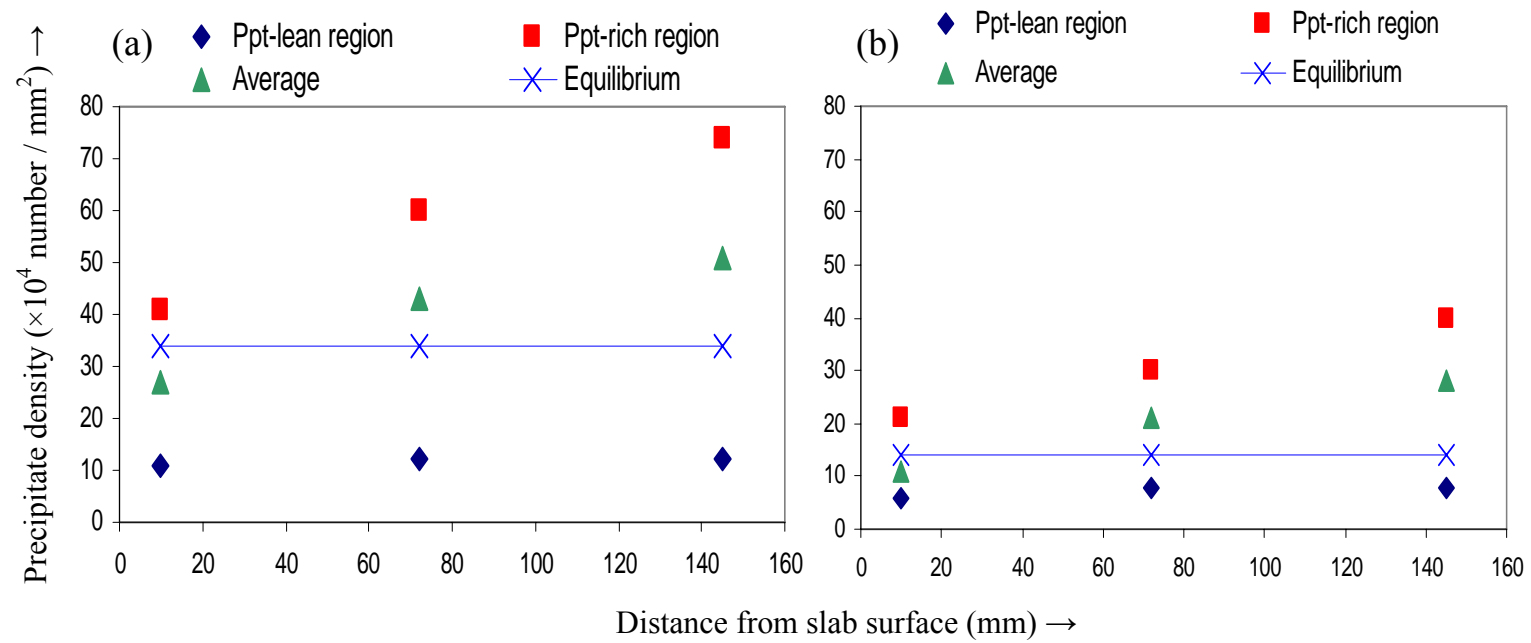 (a) Ppt-lean region Ppt-rich region
Average Equilibrium
(b) Ppt-lean region Ppt-rich region
Average Equilibrium
Precipitate density (×10⁴ number / mm²) →
80
70
60
50
40
30
20
10
0
0 20 40 60 80 100 120 140 160
80
70
60
50
40
30
20
10
0
0 20 40 60 80 100 120 140 160
Distance from slab surface (mm) →